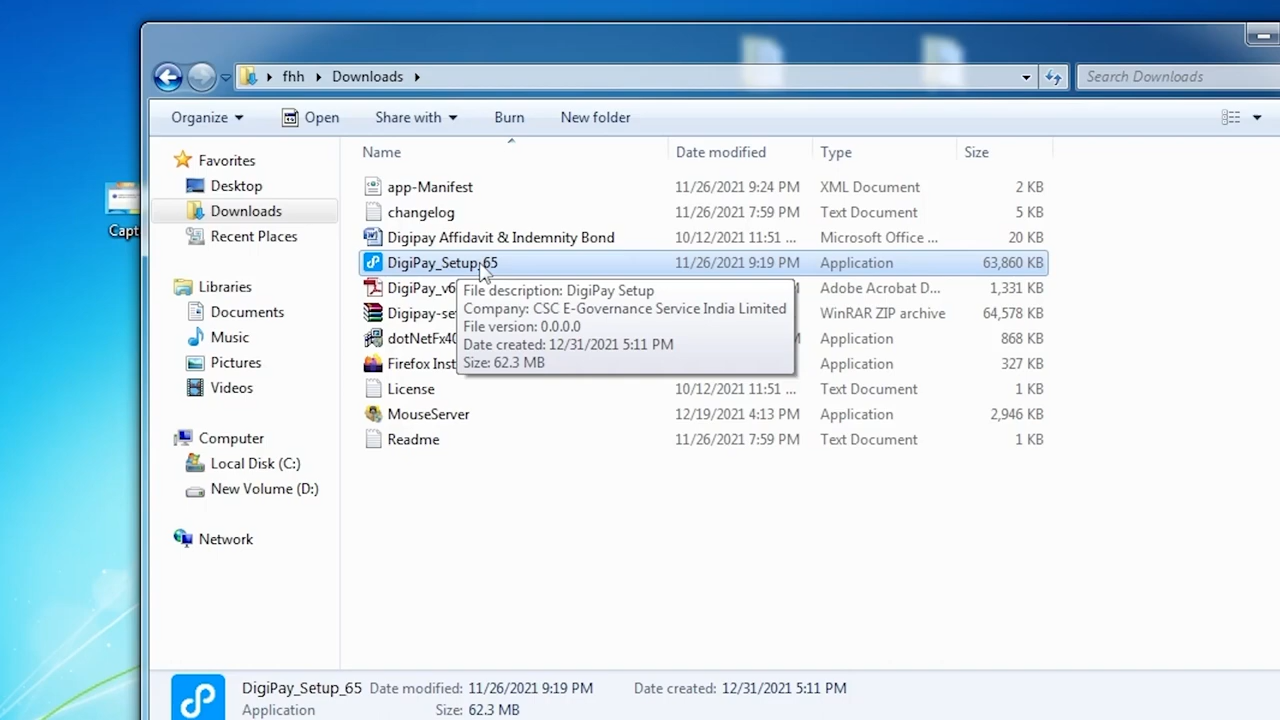 fhh Downloads Search Downloads
Organize Open Share with Burn New folder
Name Date modified Type Size
Favorites
Desktop
Downloads
Recent Places
Libraries
Documents
Music
Pictures
Videos
Computer
Local Disk (C:)
New Volume (D:)
Network
Capt
app-Manifest 11/26/2021 9:24 PM XML Document 2 KB
changelog 11/26/2021 7:59 PM Text Document 5 KB
Digipay Affidavit & Indemnity Bond 10/12/2021 11:51 ... Microsoft Office ... 20 KB
DigiPay_Setup_65 11/26/2021 9:19 PM Application 63,860 KB
DigiPay_v6 Adobe Acrobat D... 1,331 KB
Digipay-se WinRAR ZIP archive 64,578 KB
dotNetFx40 Application 868 KB
Firefox Inst Application 327 KB
License 10/12/2021 11:51 ... Text Document 1 KB
MouseServer 12/19/2021 4:13 PM Application 2,946 KB
Readme 11/26/2021 7:59 PM Text Document 1 KB
File description: DigiPay Setup
Company: CSC E-Governance Service India Limited
File version: 0.0.0.0
Date created: 12/31/2021 5:11 PM
Size: 62.3 MB
DigiPay_Setup_65 Date modified: 11/26/2021 9:19 PM Date created: 12/31/2021 5:11 PM
Application Size: 62.3 MB